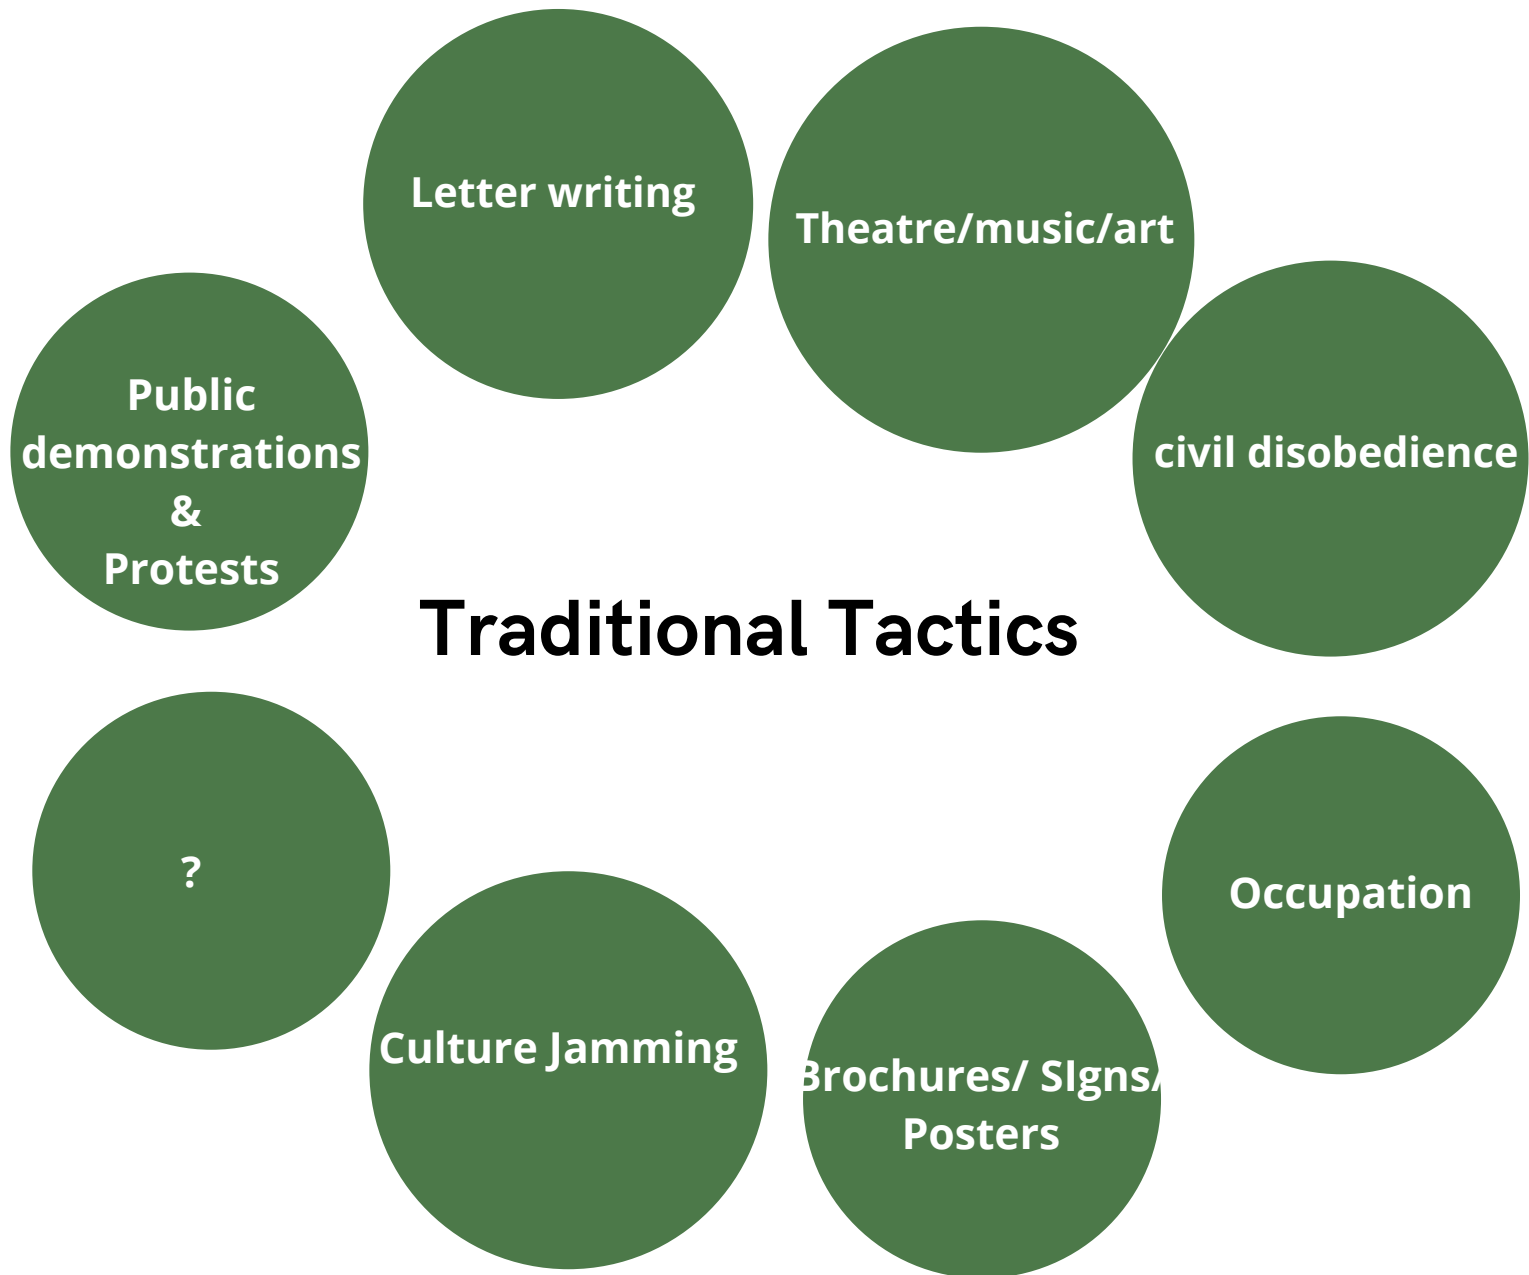 Letter writing
Theatre/music/art
Public
demonstrations
&
Protests
civil disobedience
Traditional Tactics
?
Occupation
Culture Jamming
Brochures/ SIgns/
Posters